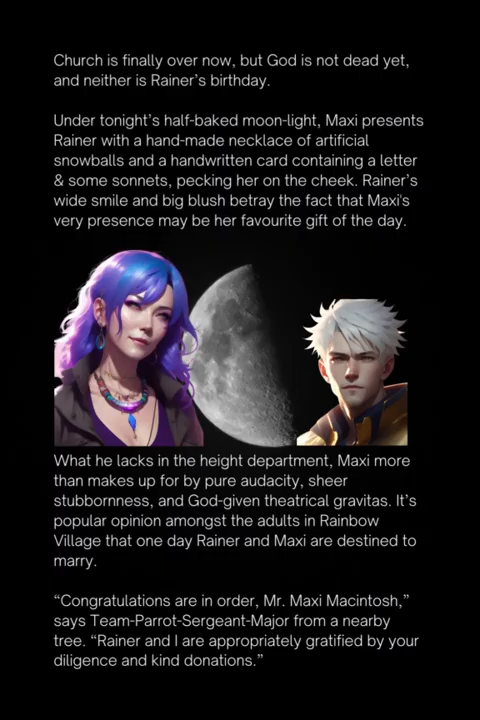 Church is finally over now, but God is not dead yet,
and neither is Rainer’s birthday.
Under tonight’s half-baked moon-light, Maxi presents
Rainer with a hand-made necklace of artificial
snowballs and a handwritten card containing a letter
& some sonnets, pecking her on the cheek. Rainer’s
wide smile and big blush betray the fact that Maxi's
very presence may be her favourite gift of the day.
What he lacks in the height department, Maxi more
than makes up for by pure audacity, sheer
stubbornness, and God-given theatrical gravitas. It’s
popular opinion amongst the adults in Rainbow
Village that one day Rainer and Maxi are destined to
marry.
“Congratulations are in order, Mr. Maxi Macintosh,”
says Team-Parrot-Sergeant-Major from a nearby
tree. “Rainer and I are appropriately gratified by your
diligence and kind donations.”